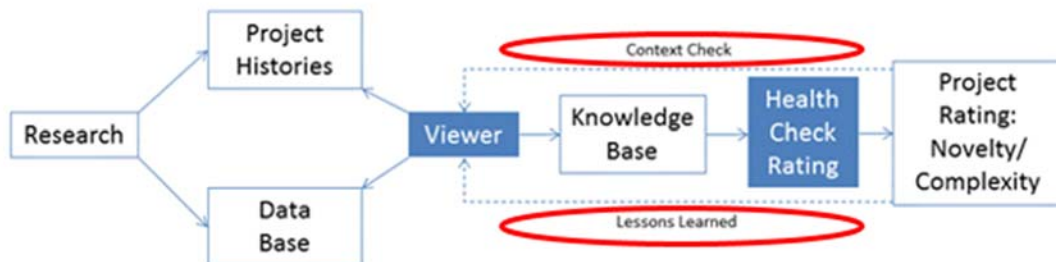 Project
Histories
Context Check
Research
Viewer
Knowledge
Base
Health
Check
Rating
Project
Rating:
Novelty/
Complexity
Data
Base
Lessons Learned